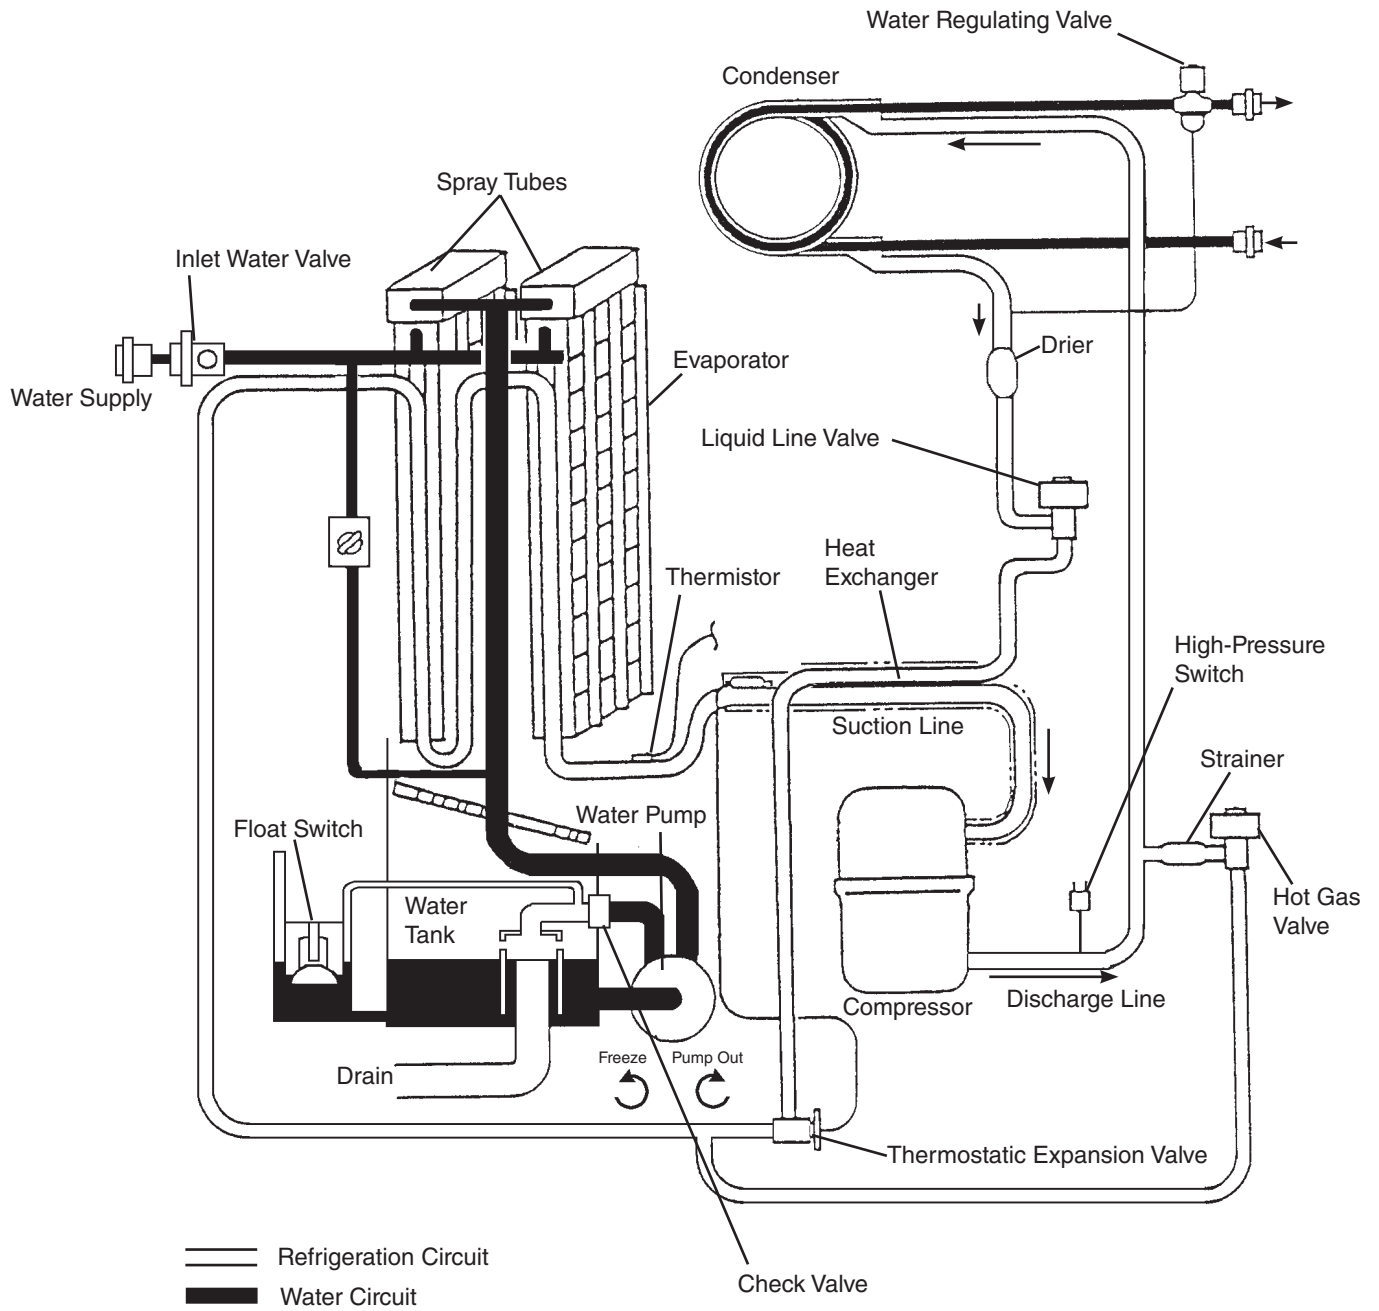 Water Regulating Valve
Condenser
Spray Tubes
Inlet Water Valve
Water Supply
Evaporator
Drier
Liquid Line Valve
Heat
Exchanger
Thermistor
High-Pressure
Switch
Suction Line
Strainer
Water Pump
Float Switch
Water
Tank
Hot Gas
Valve
Compressor
Discharge Line
Drain
Freeze
Pump Out
Thermostatic Expansion Valve
Check Valve
Refrigeration Circuit
Water Circuit